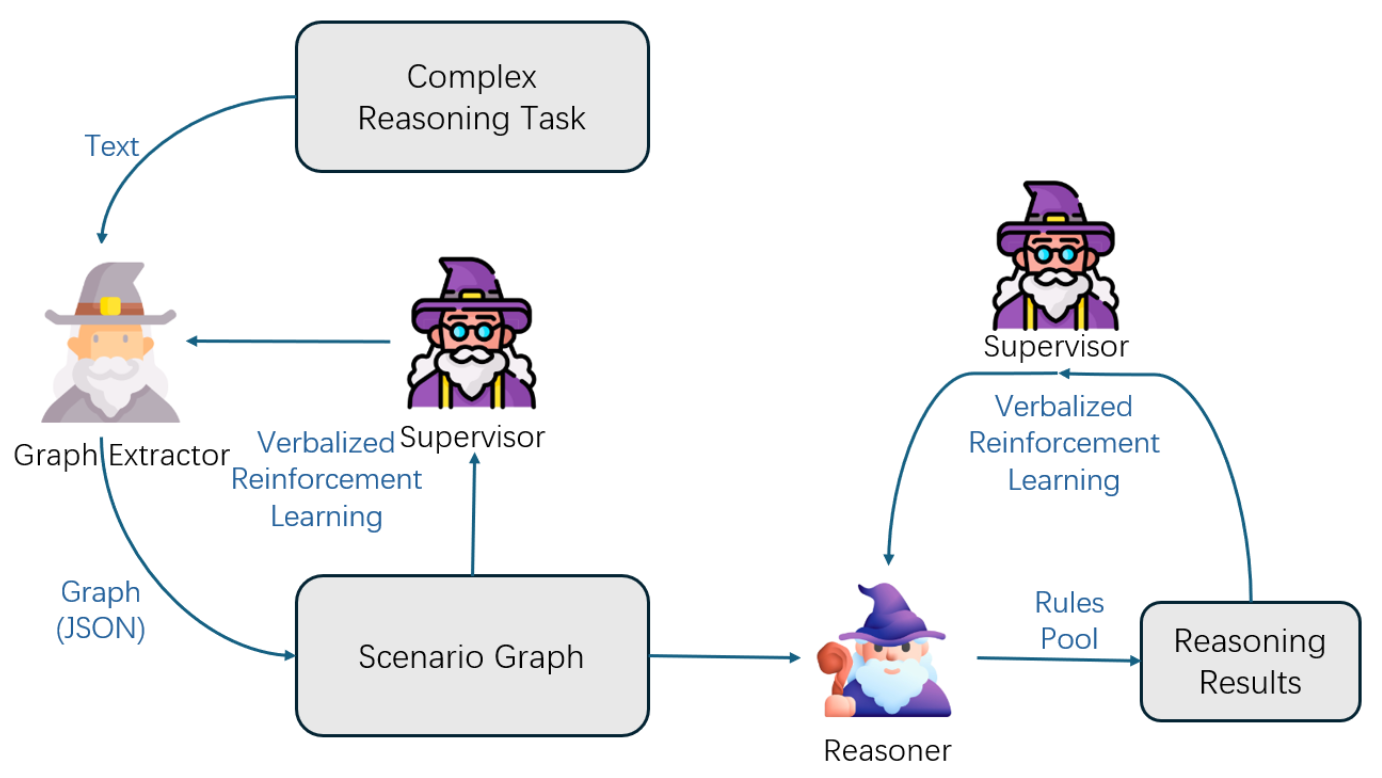 Complex
Reasoning Task
Text
Supervisor
Graph Extractor
Verbalized
Reinforcement
Learning
Supervisor
Verbalized
Reinforcement
Learning
Graph
(JSON)
Scenario Graph
Reasoner
Rules
Pool
Reasoning
Results